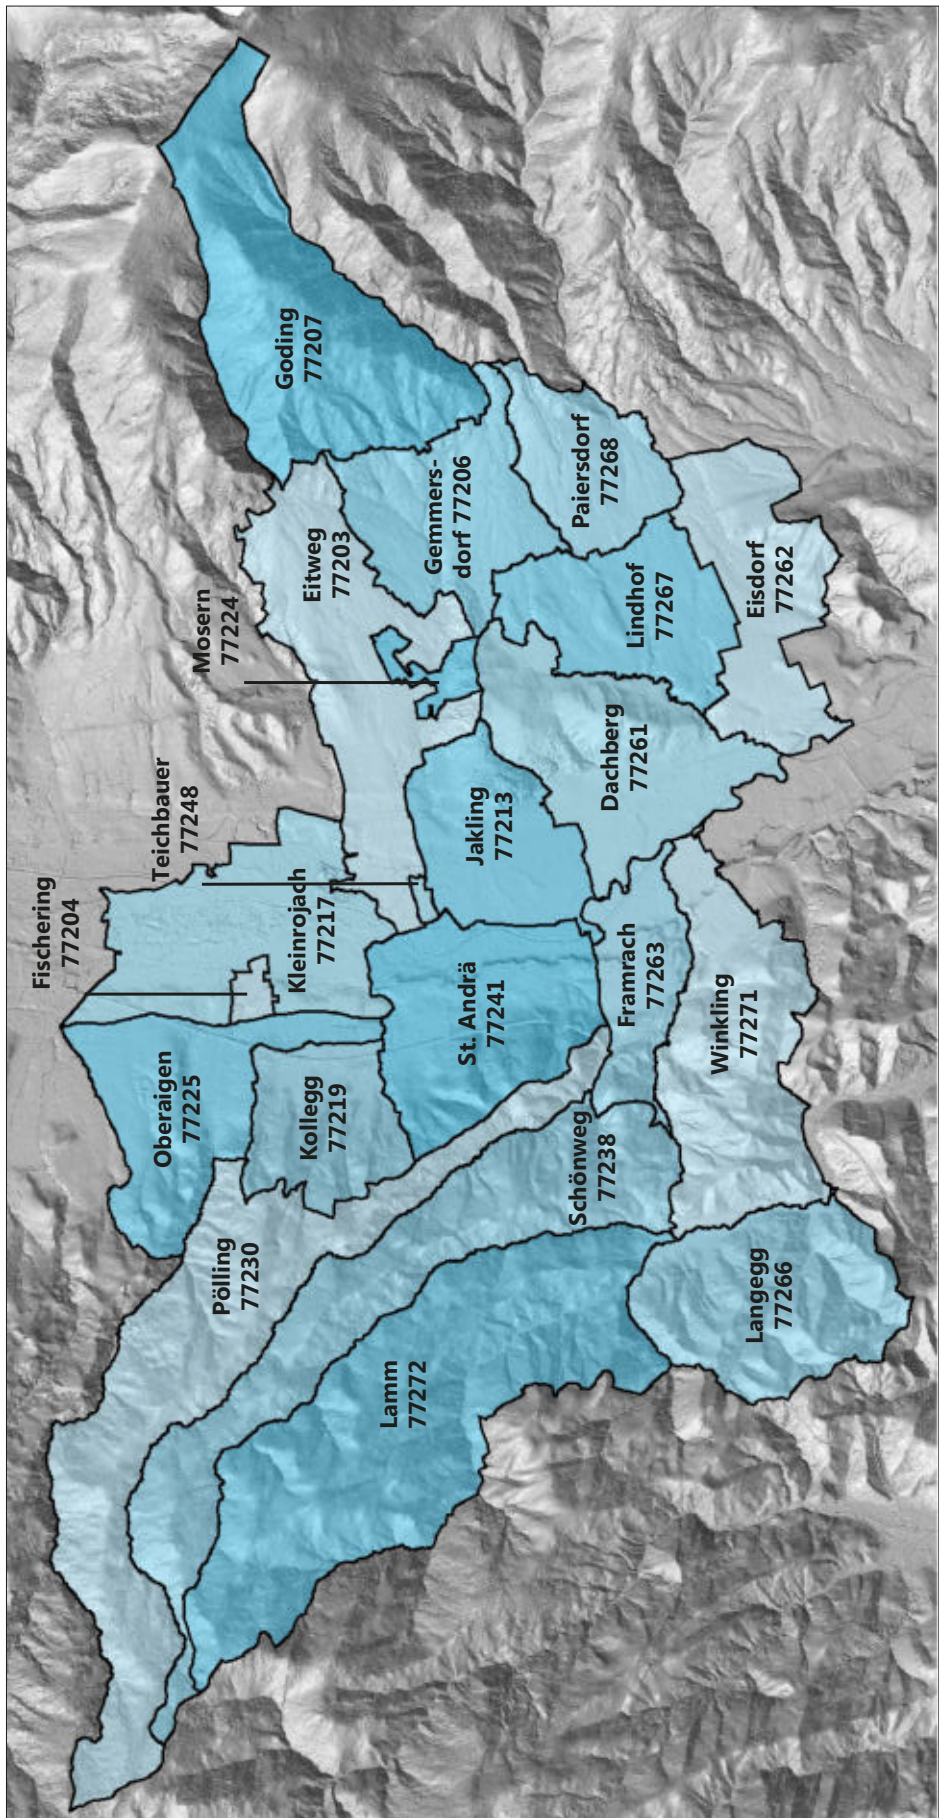 Fischering
77204
Teichbauer
77248
Mosern
77224
Goding
77207
Eitweg
77203
Gemmers-
dorf 77206
Paiersdorf
77268
Lindhof
77267
Eisdorf
77262
Dachberg
77261
Jakling
77213
Kleinrojach
77217
St. Andrä
77241
Framrach
77263
Winkling
77271
Oberaigen
77225
Kollegg
77219
Schönweg
77238
Pölling
77230
Lamm
77272
Langegg
77266